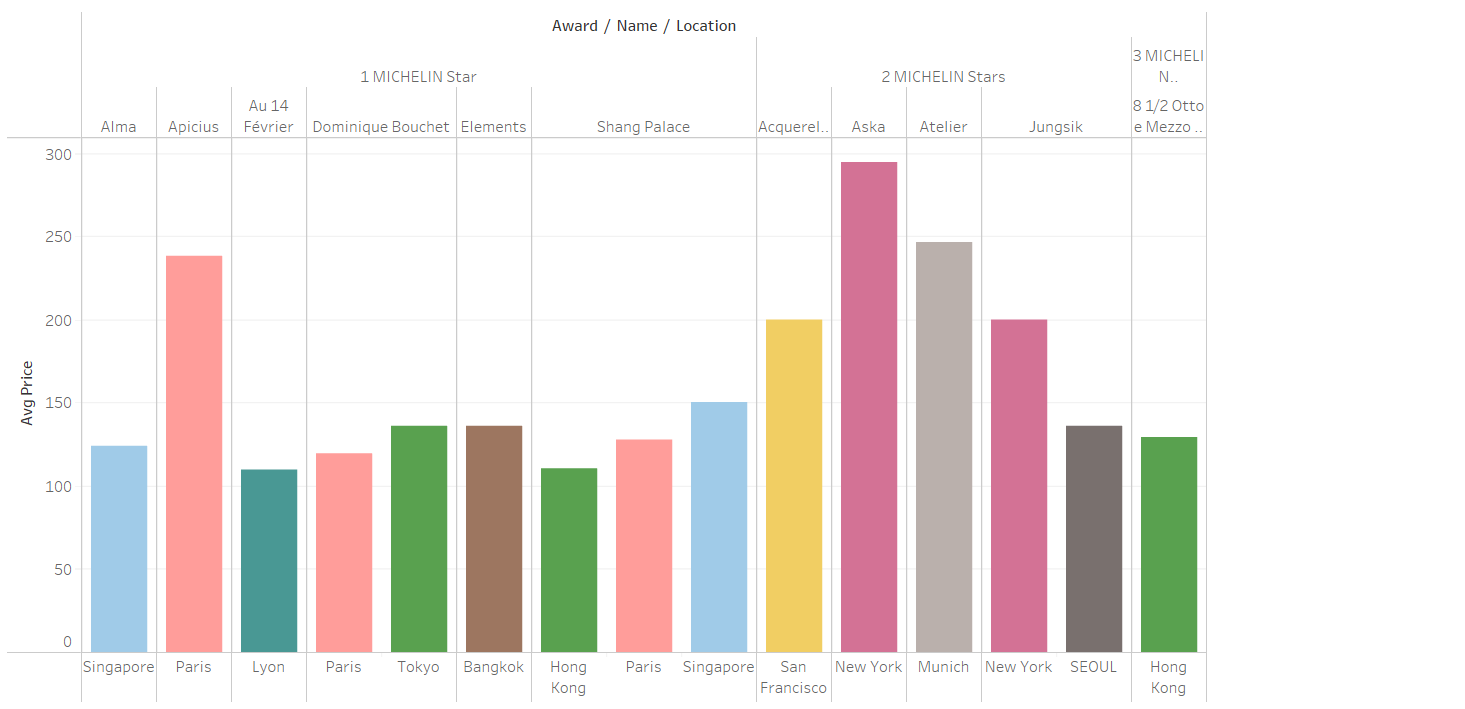 Award / Name / Location
1 MICHELIN Star
2 MICHELIN Stars
3 MICHELI
N..
Alma
Apicius
Au 14
Février
Dominique Bouchet
Elements
Shang Palace
Acquerel..
Aska
Atelier
Jungsik
8 1/2 Otto
e Mezzo ..
Avg Price
300
250
200
150
100
50
0
Singapore
Paris
Lyon
Paris
Tokyo
Bangkok
Hong
Kong
Paris
Singapore
San
Francisco
New York
Munich
New York
SEOUL
Hong
Kong